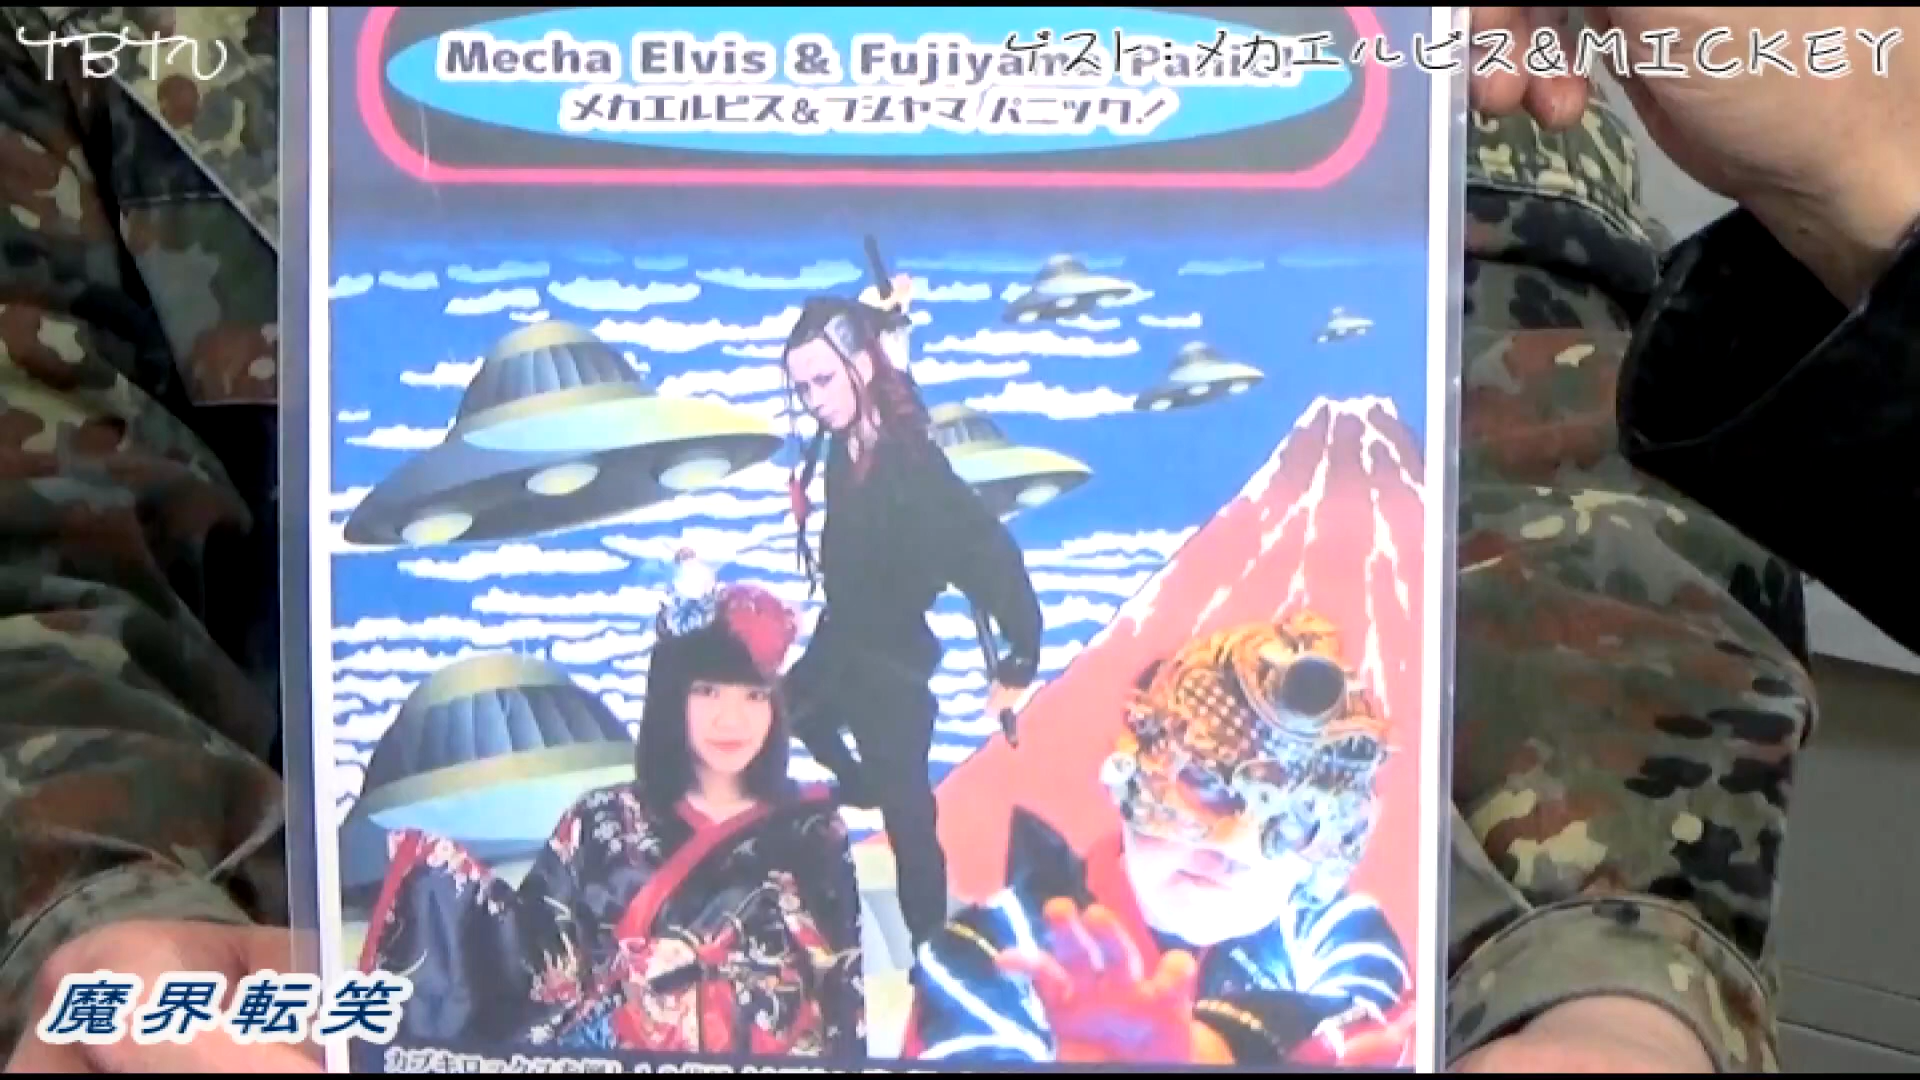 TBTV
ゲスト:メカエルビス&MICKEY
Mecha Elvis & Fujiyama Panic!
メカエルビス&フジヤマ パニック!
魔界転笑